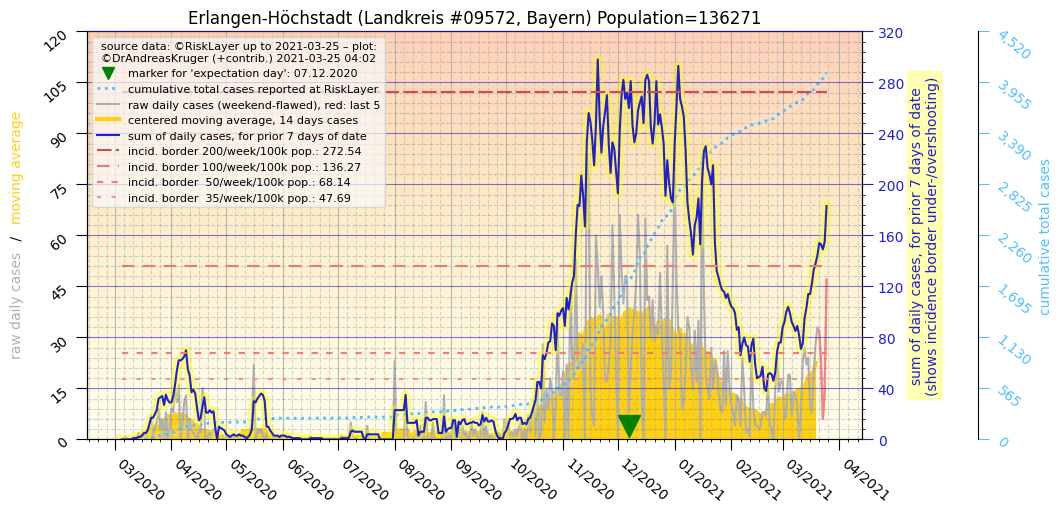 Erlangen-Höchstadt (Landkreis #09572, Bayern) Population=136271
source data: ©RiskLayer up to 2021-03-25 – plot:
©DrAndreasKruger (+contrib.) 2021-03-25 04:02
marker for 'expectation day': 07.12.2020
cumulative total cases reported at RiskLayer
raw daily cases (weekend-flawed), red: last 5
centered moving average, 14 days cases
sum of daily cases, for prior 7 days of date
incid. border 200/week/100k pop.: 272.54
incid. border 100/week/100k pop.: 136.27
incid. border 50/week/100k pop.: 68.14
incid. border 35/week/100k pop.: 47.69
raw daily cases / moving average
120
105
90
75
60
45
30
15
0
03/2020
04/2020
05/2020
06/2020
07/2020
08/2020
09/2020
10/2020
11/2020
12/2020
01/2021
02/2021
03/2021
04/2021
320
280
240
200
160
120
80
40
0
sum of daily cases, for prior 7 days of date
(shows incidence border under-/overshooting)
4,520
3,955
3,390
2,825
2,260
1,695
1,130
565
0
cumulative total cases